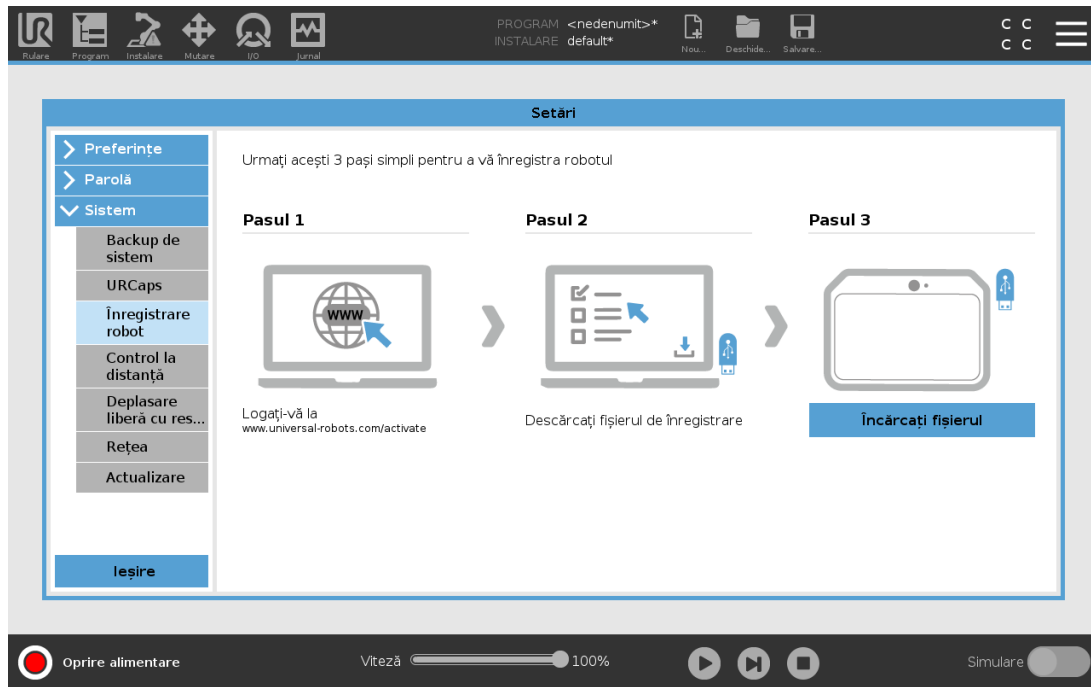 PROGRAM <nedenumit>*
INSTALARE default*
Rulare
Program
Instalare
Mutare
I/O
Jurnal
Nou...
Deschide...
Salvare...
C C
C C
Setări
Preferințe
Parolă
Sistem
Backup de
sistem
URCaps
Înregistrare
robot
Control la
distanță
Deplasare
liberă cu res...
Rețea
Actualizare
Ieșire
Urmați acești 3 pași simpli pentru a vă înregistra robotul
Pasul 1
www
Logați-vă la
www.universal-robots.com/activate
Pasul 2
Descărcați fișierul de înregistrare
Pasul 3
Încărcați fișierul
Oprire alimentare
Viteză
100%
Simulare